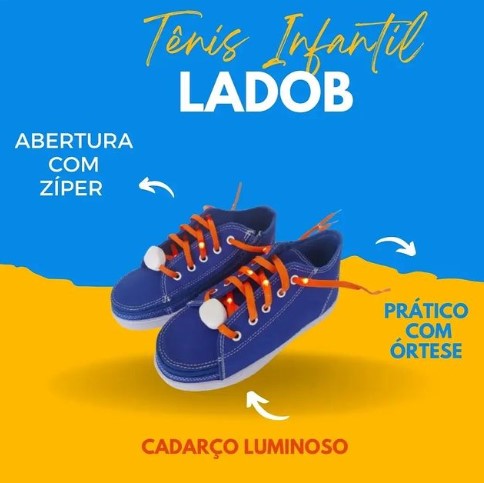 Tênis Infantil
LADOB
ABERTURA
COM
ZÍPER
PRÁTICO
COM
ÓRTESE
CADARÇO LUMINOSO